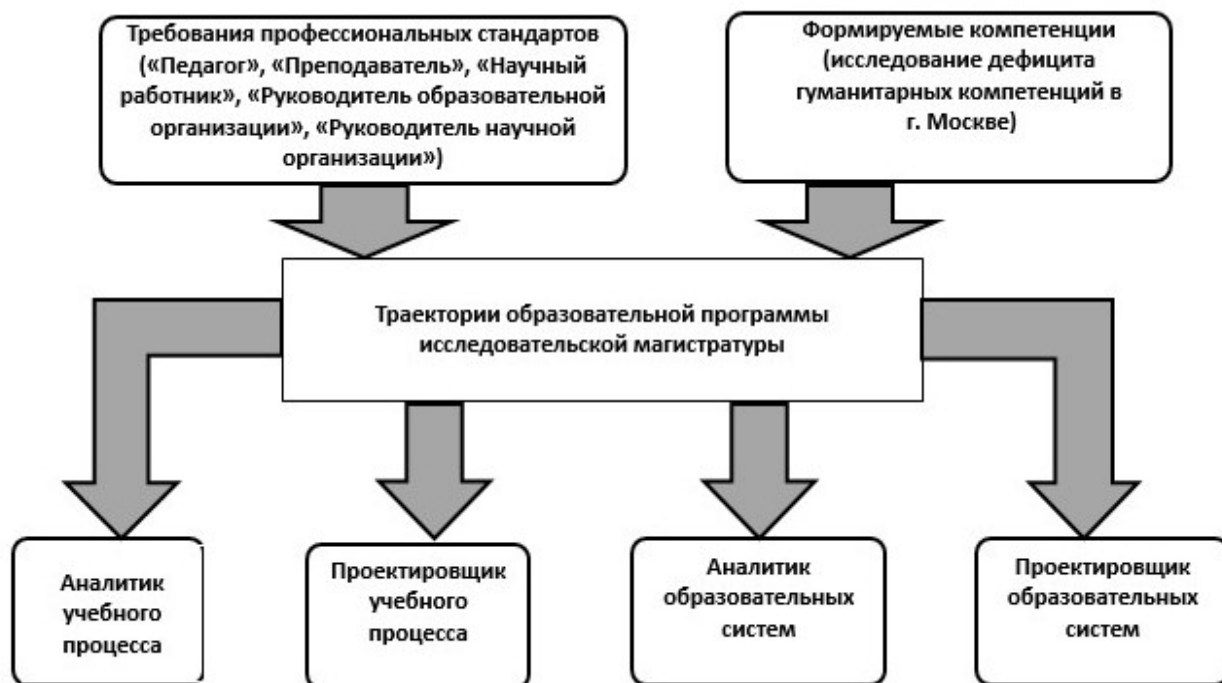 Требования профессиональных стандартов
(«Педагог», «Преподаватель», «Научный
работник», «Руководитель образовательной
организации», «Руководитель научной
организации»)
Формируемые компетенции
(исследование дефицита
гуманитарных компетенций в
г. Москве)
Траектории образовательной программы
исследовательской магистратуры
Аналитик
учебного
процесса
Проектировщик
учебного
процесса
Аналитик
образовательных
систем
Проектировщик
образовательных
систем